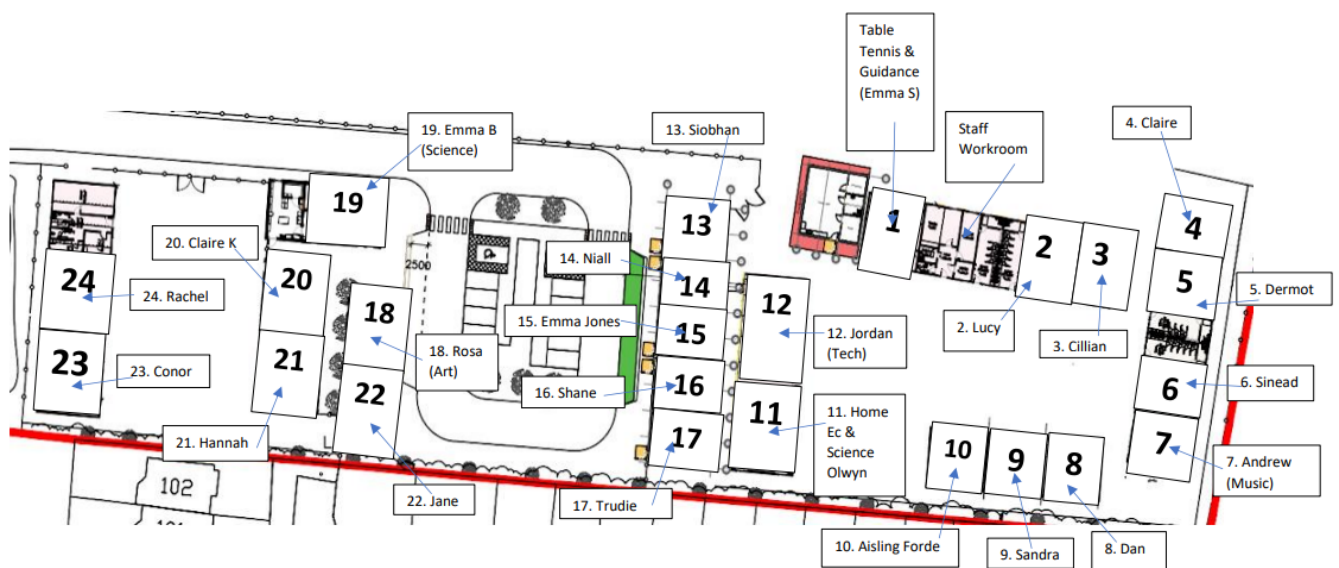 Table
Tennis &
Guidance
(Emma S)
Staff
Workroom
4. Claire
19. Emma B
(Science)
13. Siobhan
20. Claire K
14. Niall
24. Rachel
15. Emma Jones
18. Rosa
(Art)
12. Jordan
(Tech)
2. Lucy
3. Cillian
5. Dermot
23. Conor
16. Shane
6. Sinead
21. Hannah
22. Jane
17. Trudie
11. Home
Ec &
Science
Olwyn
7. Andrew
(Music)
10. Aisling Forde
9. Sandra
8. Dan
1
2
3
4
5
6
7
8
9
10
11
12
13
14
15
16
17
18
19
20
21
22
23
24
2500
102